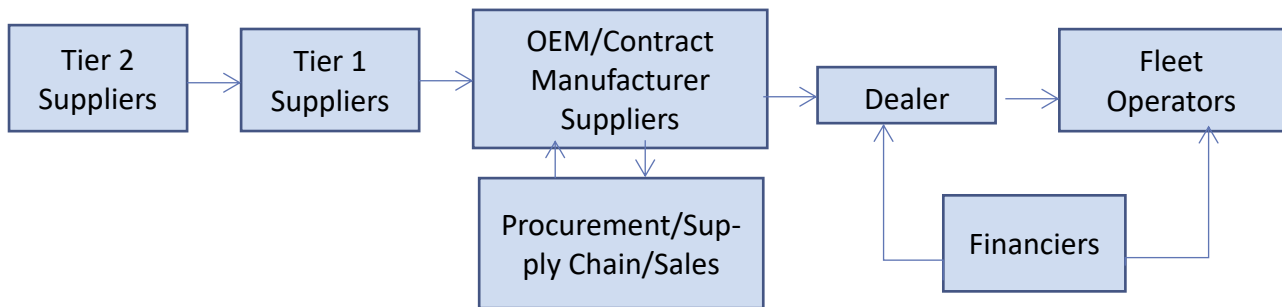 Tier 2
Suppliers
Tier 1
Suppliers
OEM/Contract
Manufacturer
Suppliers
Dealer
Fleet
Operators
Procurement/Sup-
ply Chain/Sales
Financiers